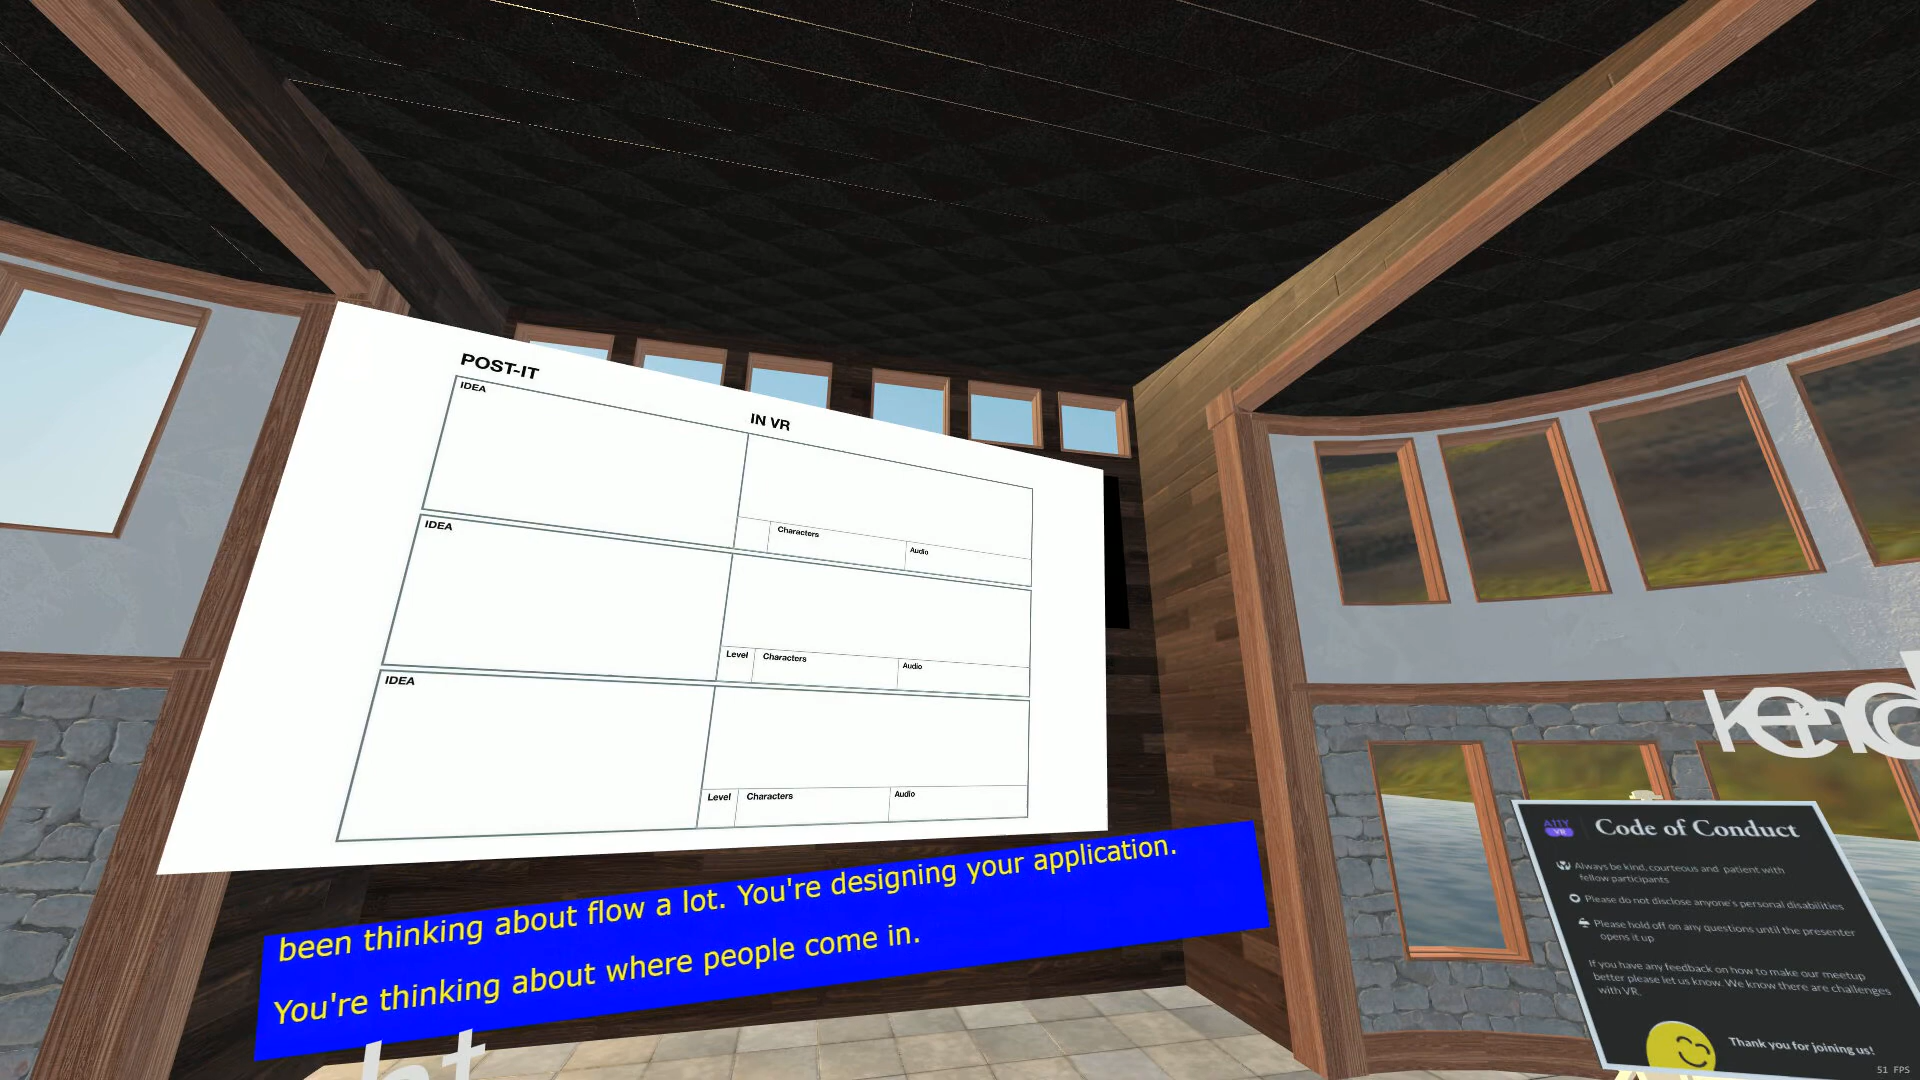 POST-IT
IN VR
IDEA
Characters
Audio
IDEA
Level
Characters
Audio
IDEA
Level
Characters
Audio
been thinking about flow a lot. You're designing your application.
You're thinking about where people come in.
A11Y
VR
Code of Conduct
Always be kind, courteous and patient with
fellow participants
Please do not disclose anyone's personal disabilities
Please hold off on any questions until the presenter
opens it up
If you have any feedback on how to make our meetup
better please let us know. We know there are challenges
with VR.
Thank you for joining us!
51 FPS